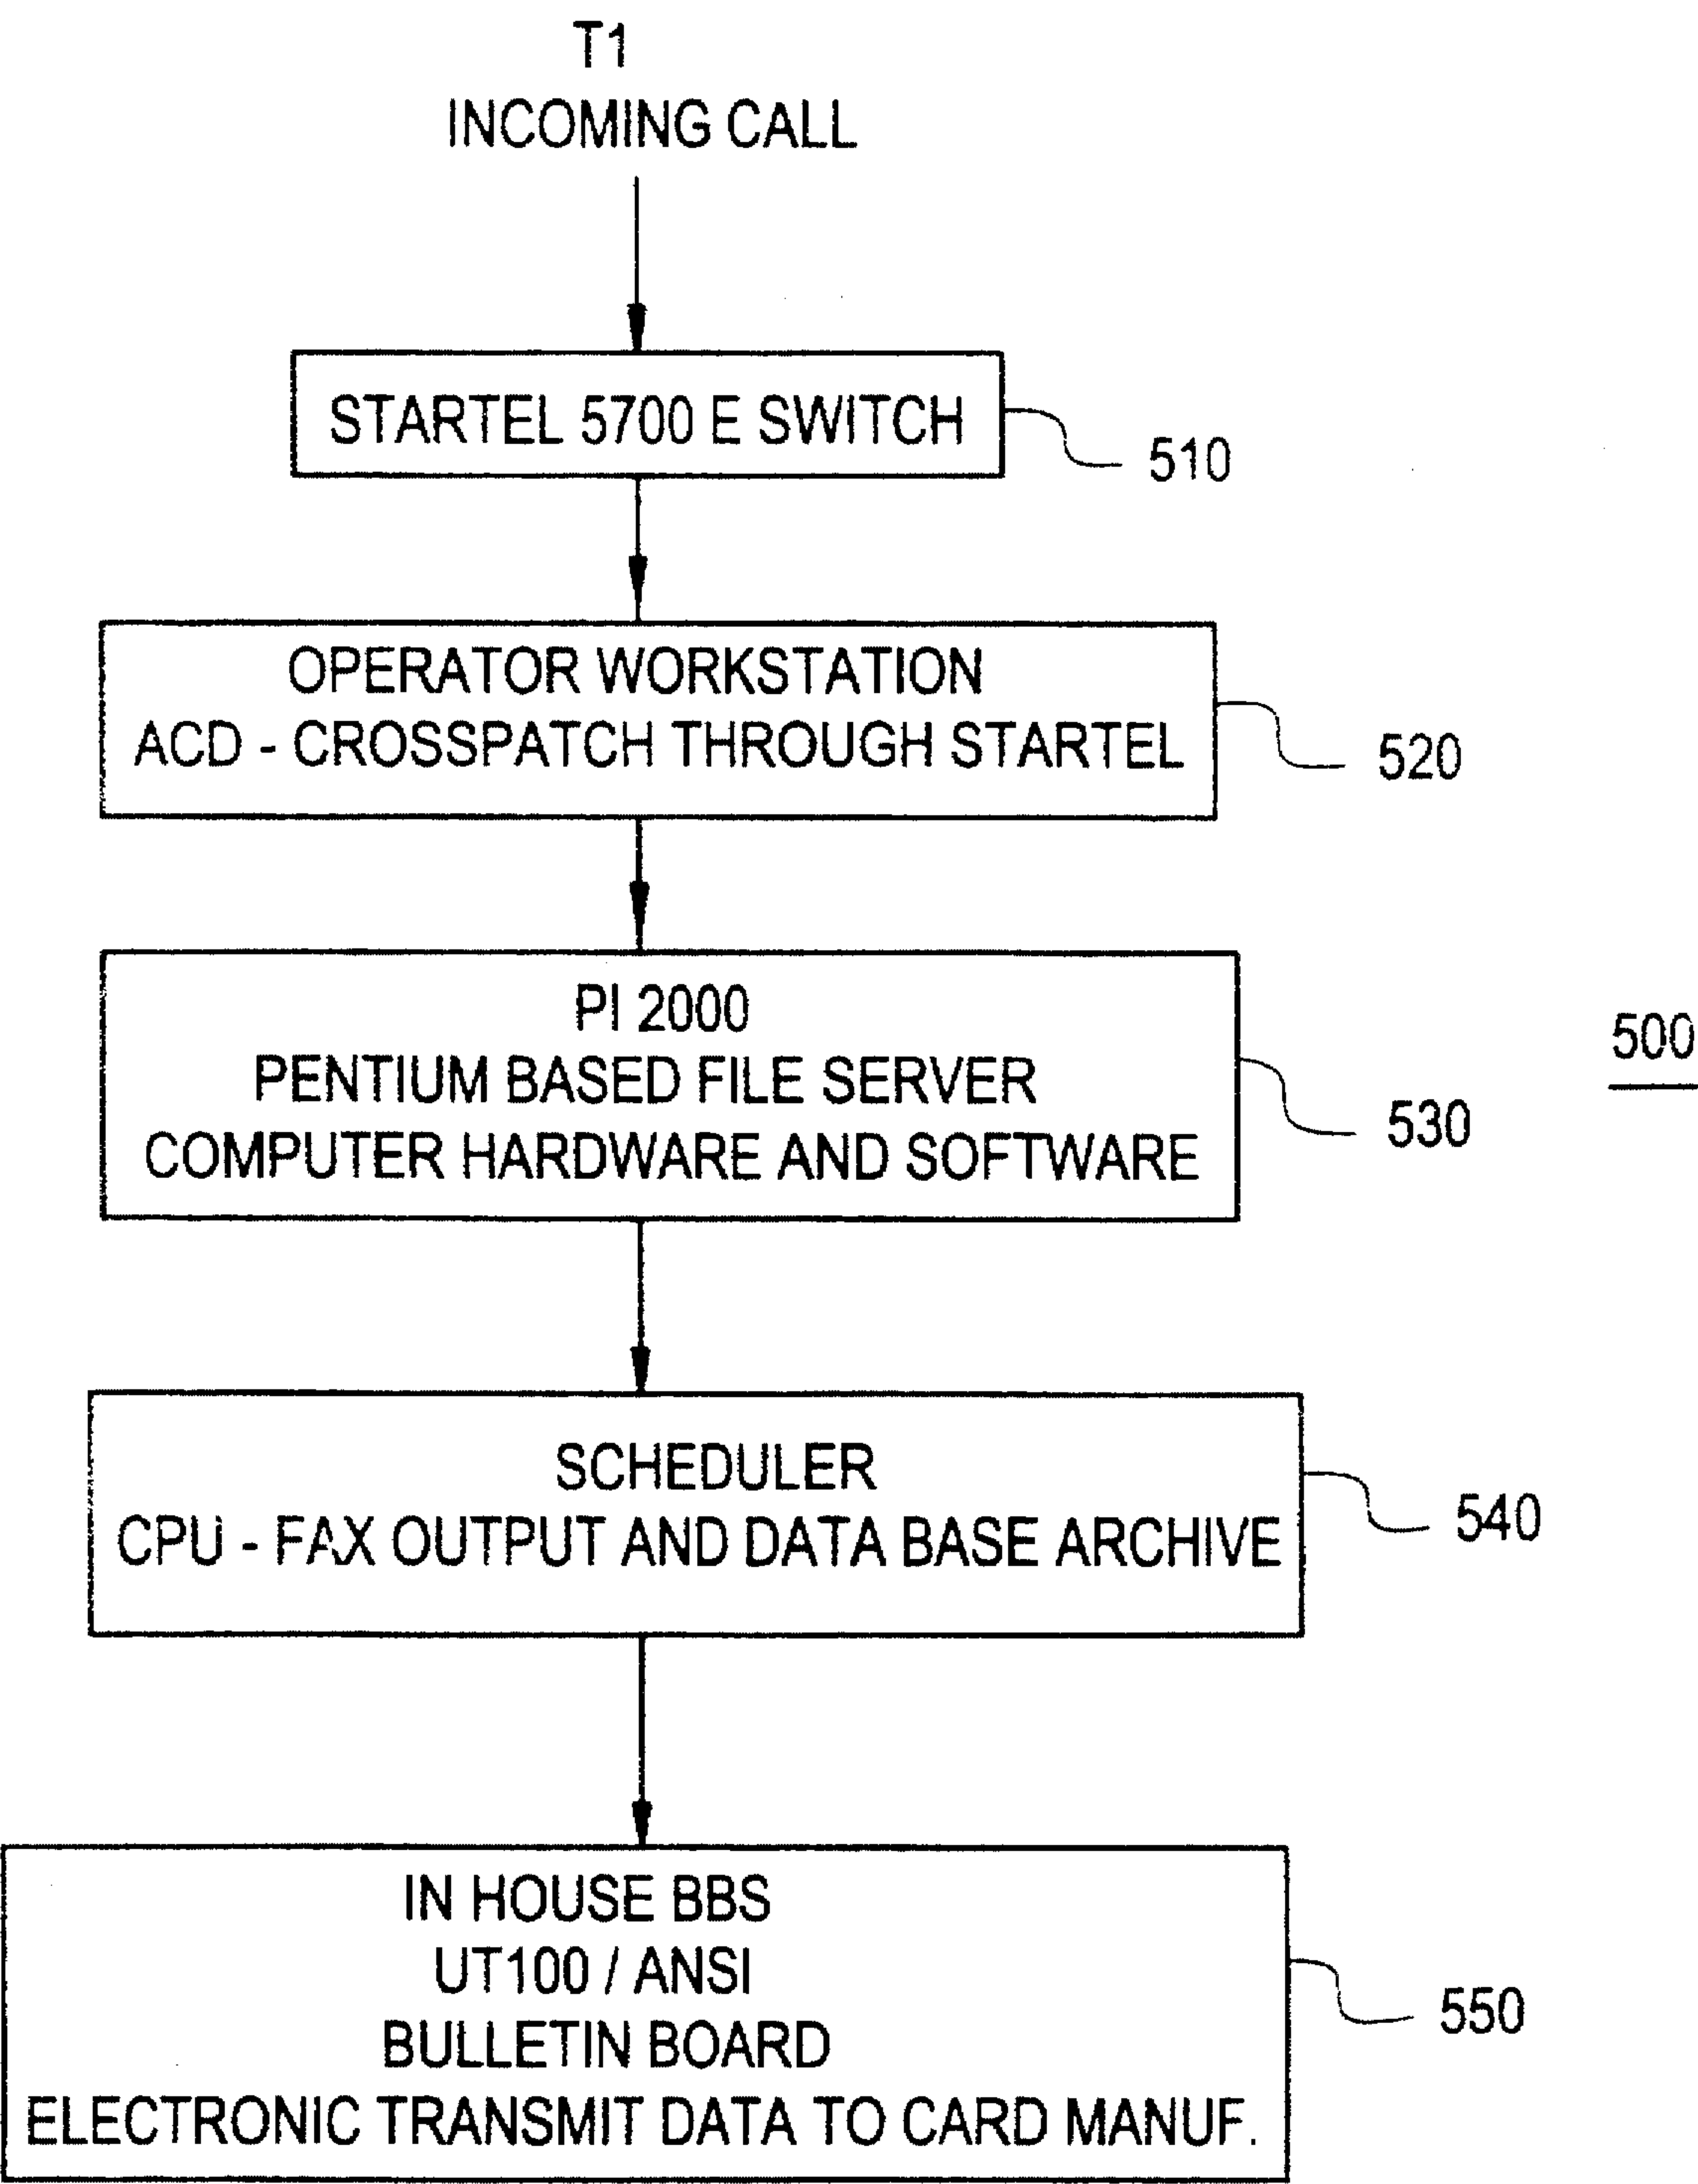 T1
INCOMING CALL
STARTEL 5700 E SWITCH
510
OPERATOR WORKSTATION
ACD - CROSSPATCH THROUGH STARTEL
520
PI 2000
PENTIUM BASED FILE SERVER
COMPUTER HARDWARE AND SOFTWARE
530
500
SCHEDULER
CPU - FAX OUTPUT AND DATA BASE ARCHIVE
540
IN HOUSE BBS
UT100 / ANSI
BULLETIN BOARD
ELECTRONIC TRANSMIT DATA TO CARD MANUF.
550